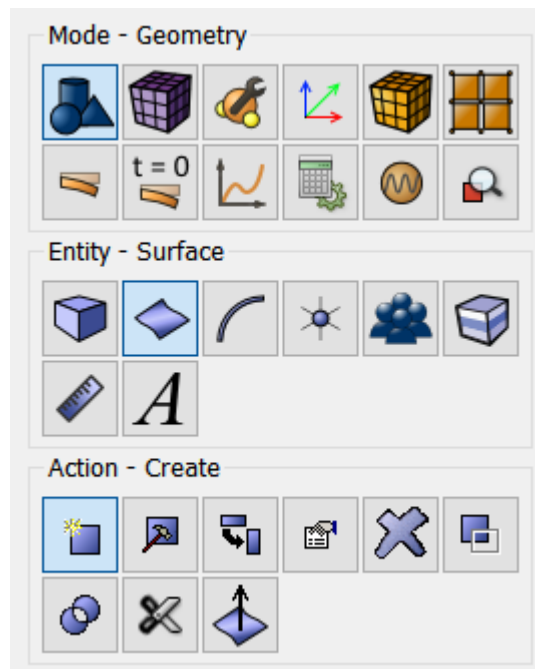 Mode - Geometry
t = 0
Entity - Surface
A
Action - Create